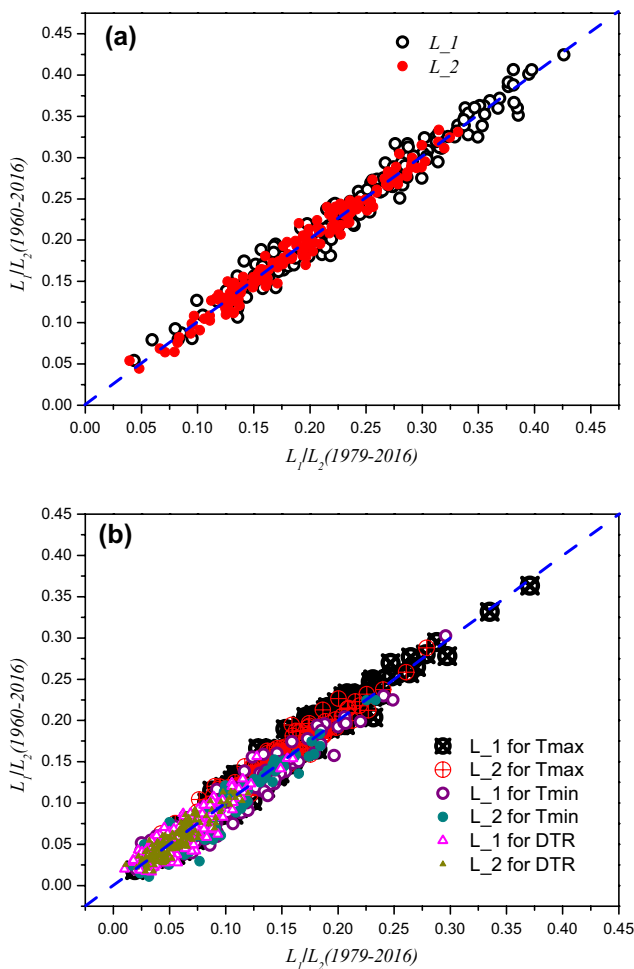 (a)
L_1
L_2
0.45
0.40
0.35
0.30
0.25
0.20
0.15
0.10
0.05
0.00
L1/L2(1960-2016)
0.00 0.05 0.10 0.15 0.20 0.25 0.30 0.35 0.40 0.45
L1/L2(1979-2016)
(b)
0.45
0.40
0.35
0.30
0.25
0.20
0.15
0.10
0.05
0.00
L1/L2(1960-2016)
L_1 for Tmax
L_2 for Tmax
L_1 for Tmin
L_2 for Tmin
L_1 for DTR
L_2 for DTR
0.00 0.05 0.10 0.15 0.20 0.25 0.30 0.35 0.40 0.45
L1/L2(1979-2016)